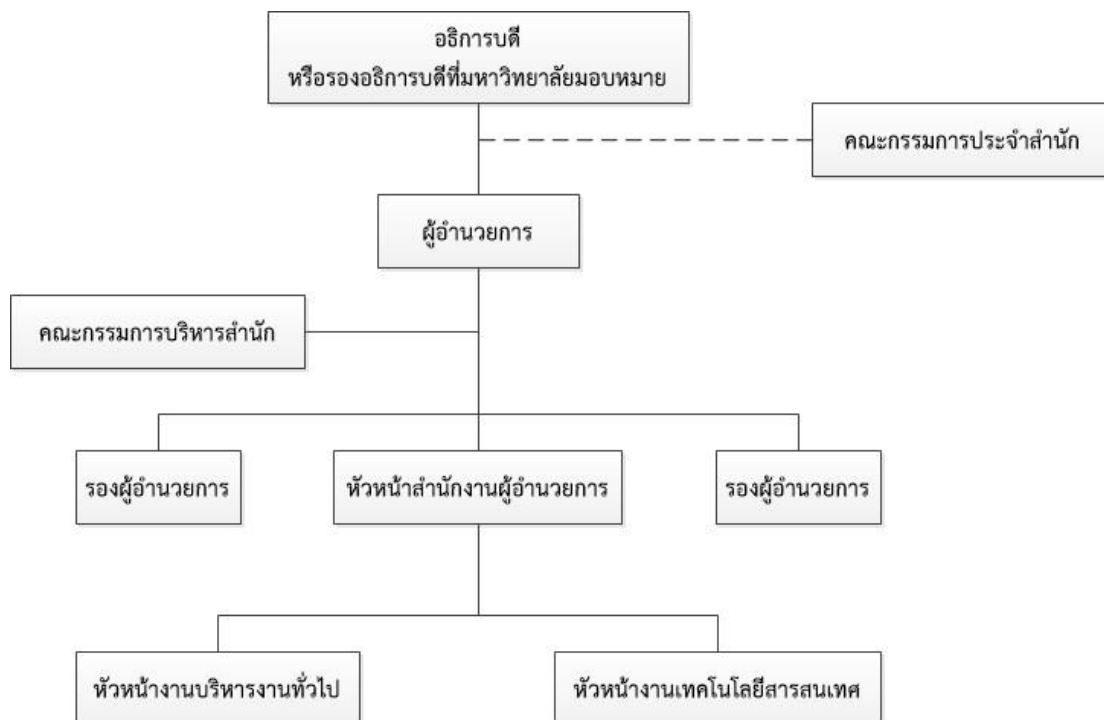 อธิการบดี
หรือรองอธิการบดีที่มหาวิทยาลัยมอบหมาย
คณะกรรมการประจำสำนัก
ผู้อำนวยการ
คณะกรรมการบริหารสำนัก
รองผู้อำนวยการ
หัวหน้าสำนักงานผู้อำนวยการ
รองผู้อำนวยการ
หัวหน้างานบริหารงานทั่วไป
หัวหน้างานเทคโนโลยีสารสนเทศ